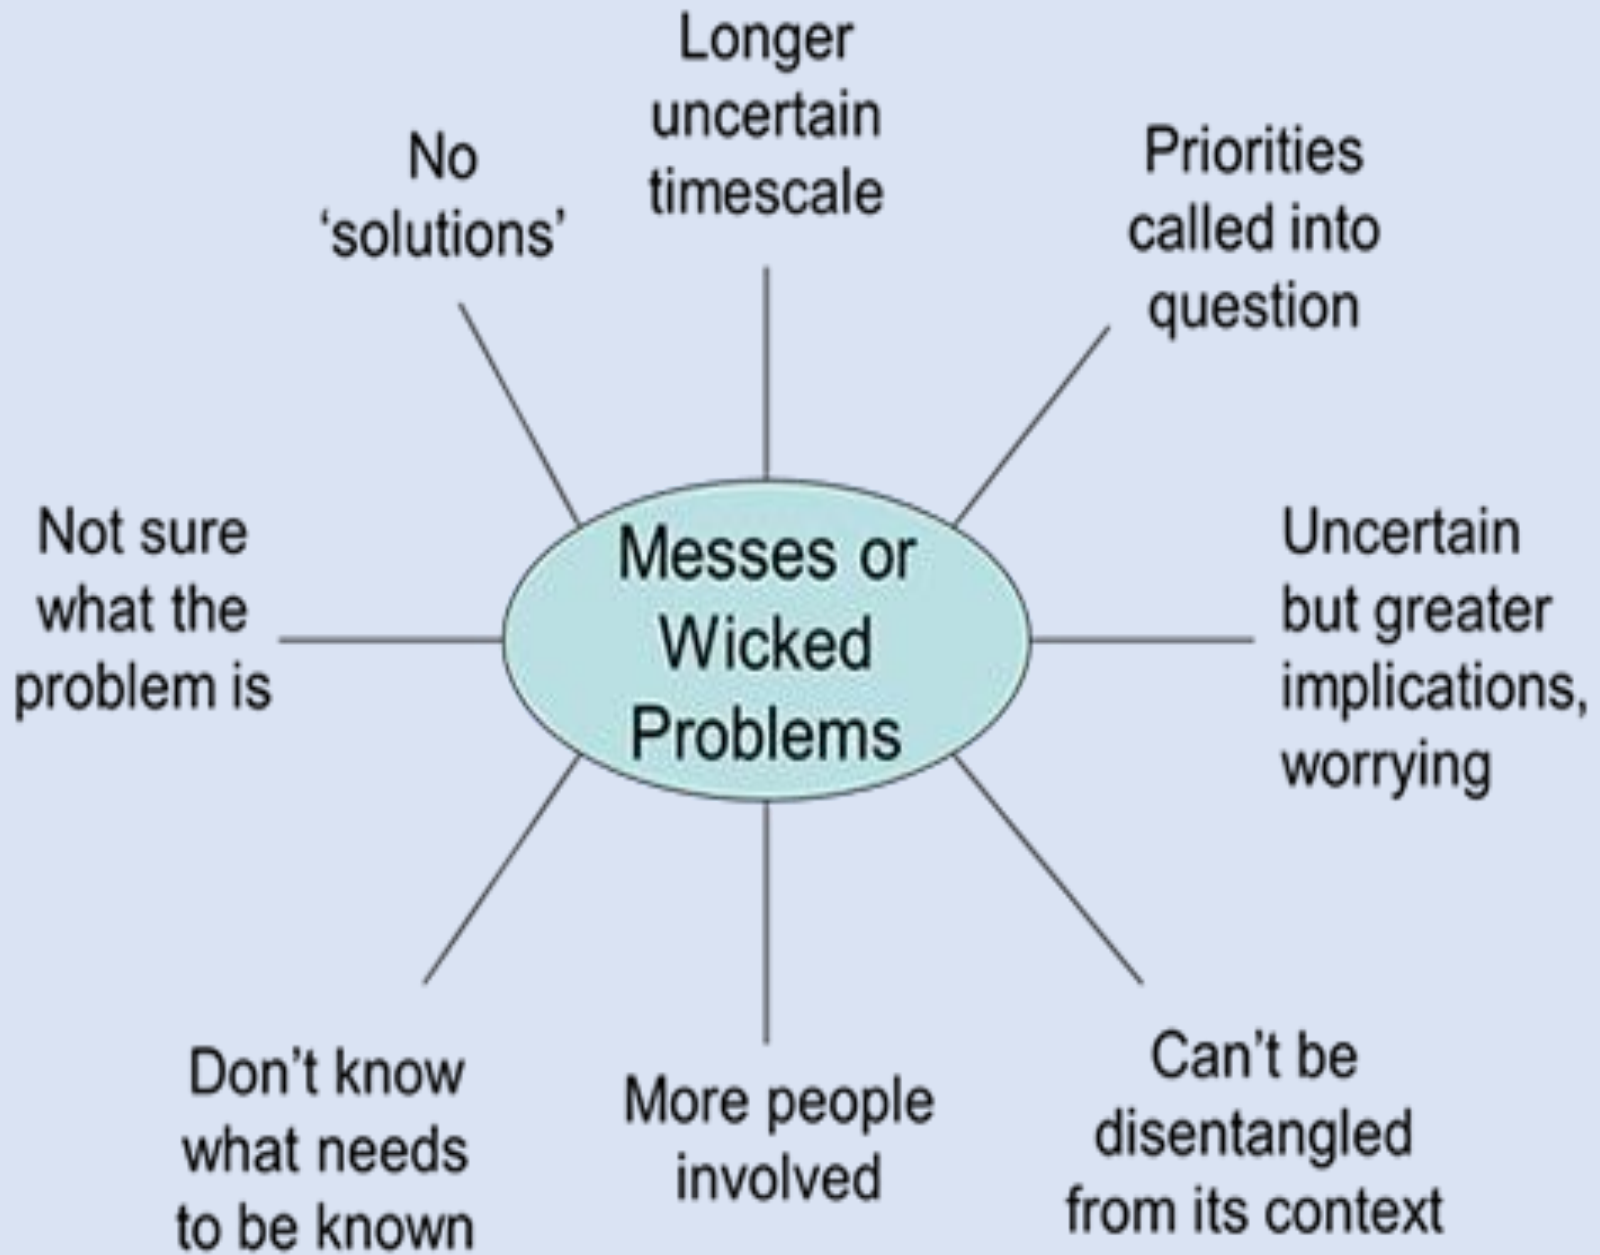 Longer
uncertain
timescale
No
‘solutions’
Priorities
called into
question
Not sure
what the
problem is
Messes or
Wicked
Problems
Uncertain
but greater
implications,
worrying
Don’t know
what needs
to be known
More people
involved
Can’t be
disentangled
from its context